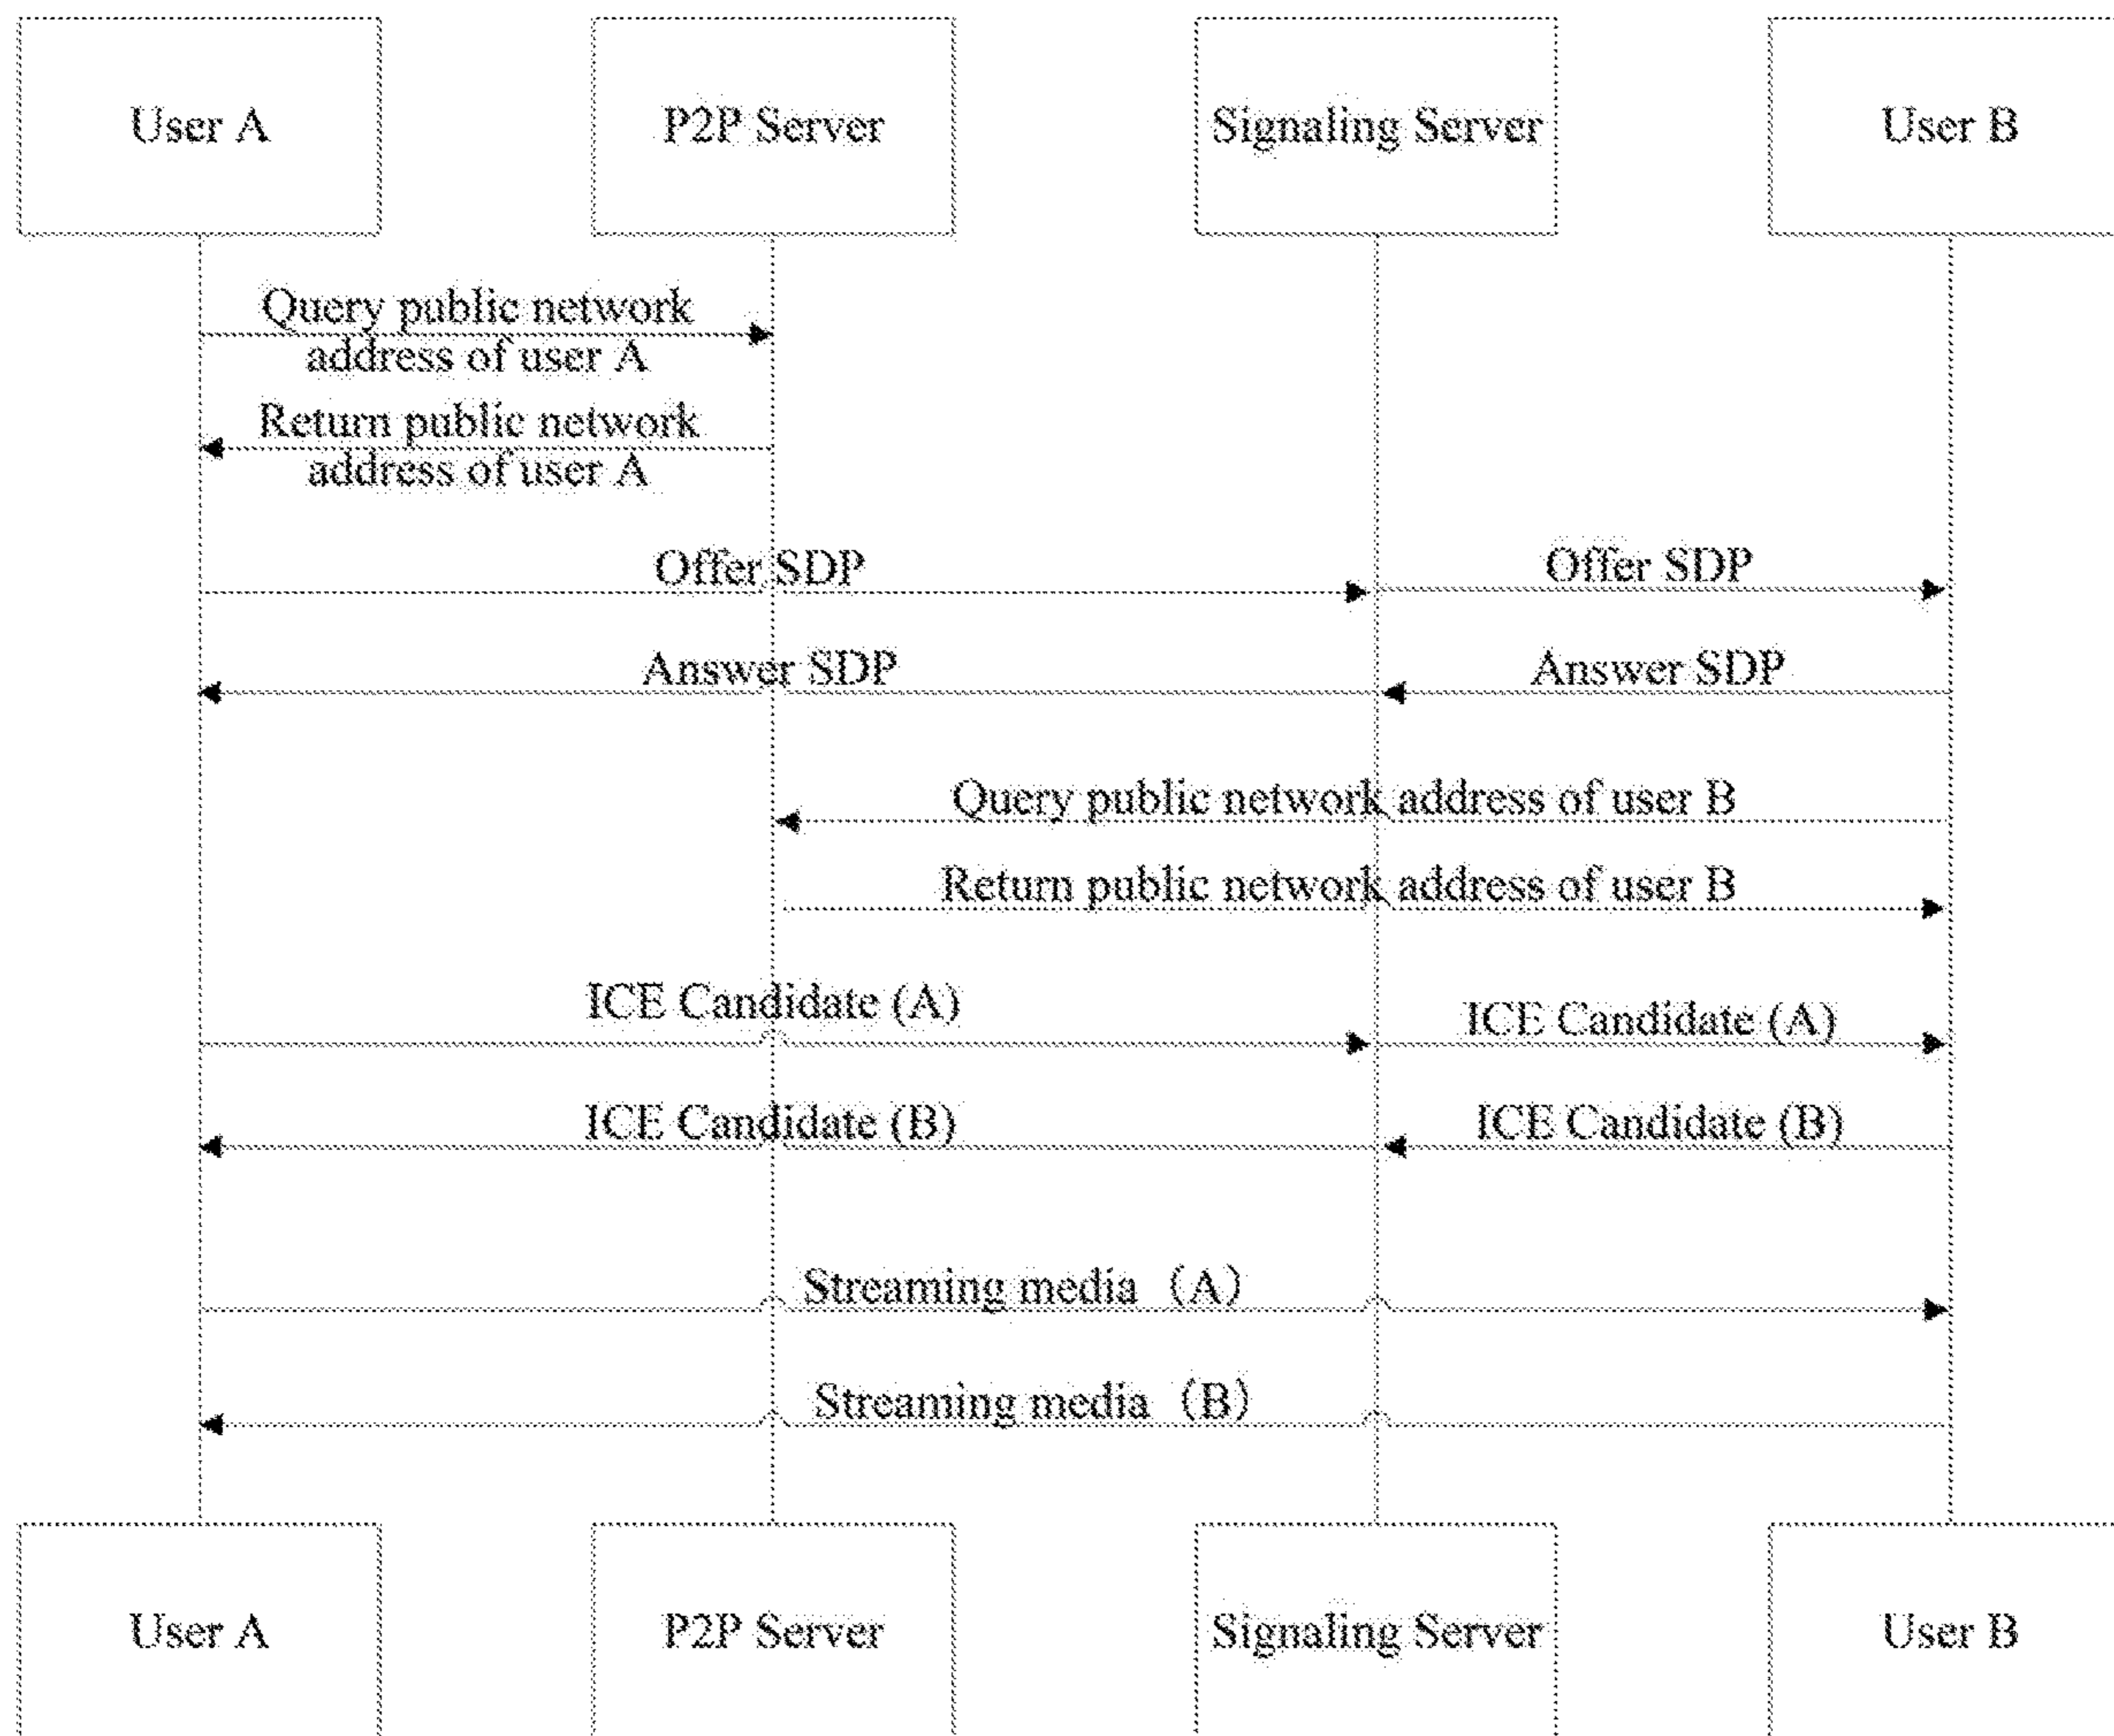 User A
P2P Server
Signaling Server
User B
Query public network
address of user A
Return public network
address of user A
Offer SDP
Offer SDP
Answer SDP
Answer SDP
Query public network address of user B
Return public network address of user B
ICE Candidate (A)
ICE Candidate (A)
ICE Candidate (B)
ICE Candidate (B)
Streaming media（A）
Streaming media（B）
User A
P2P Server
Signaling Server
User B